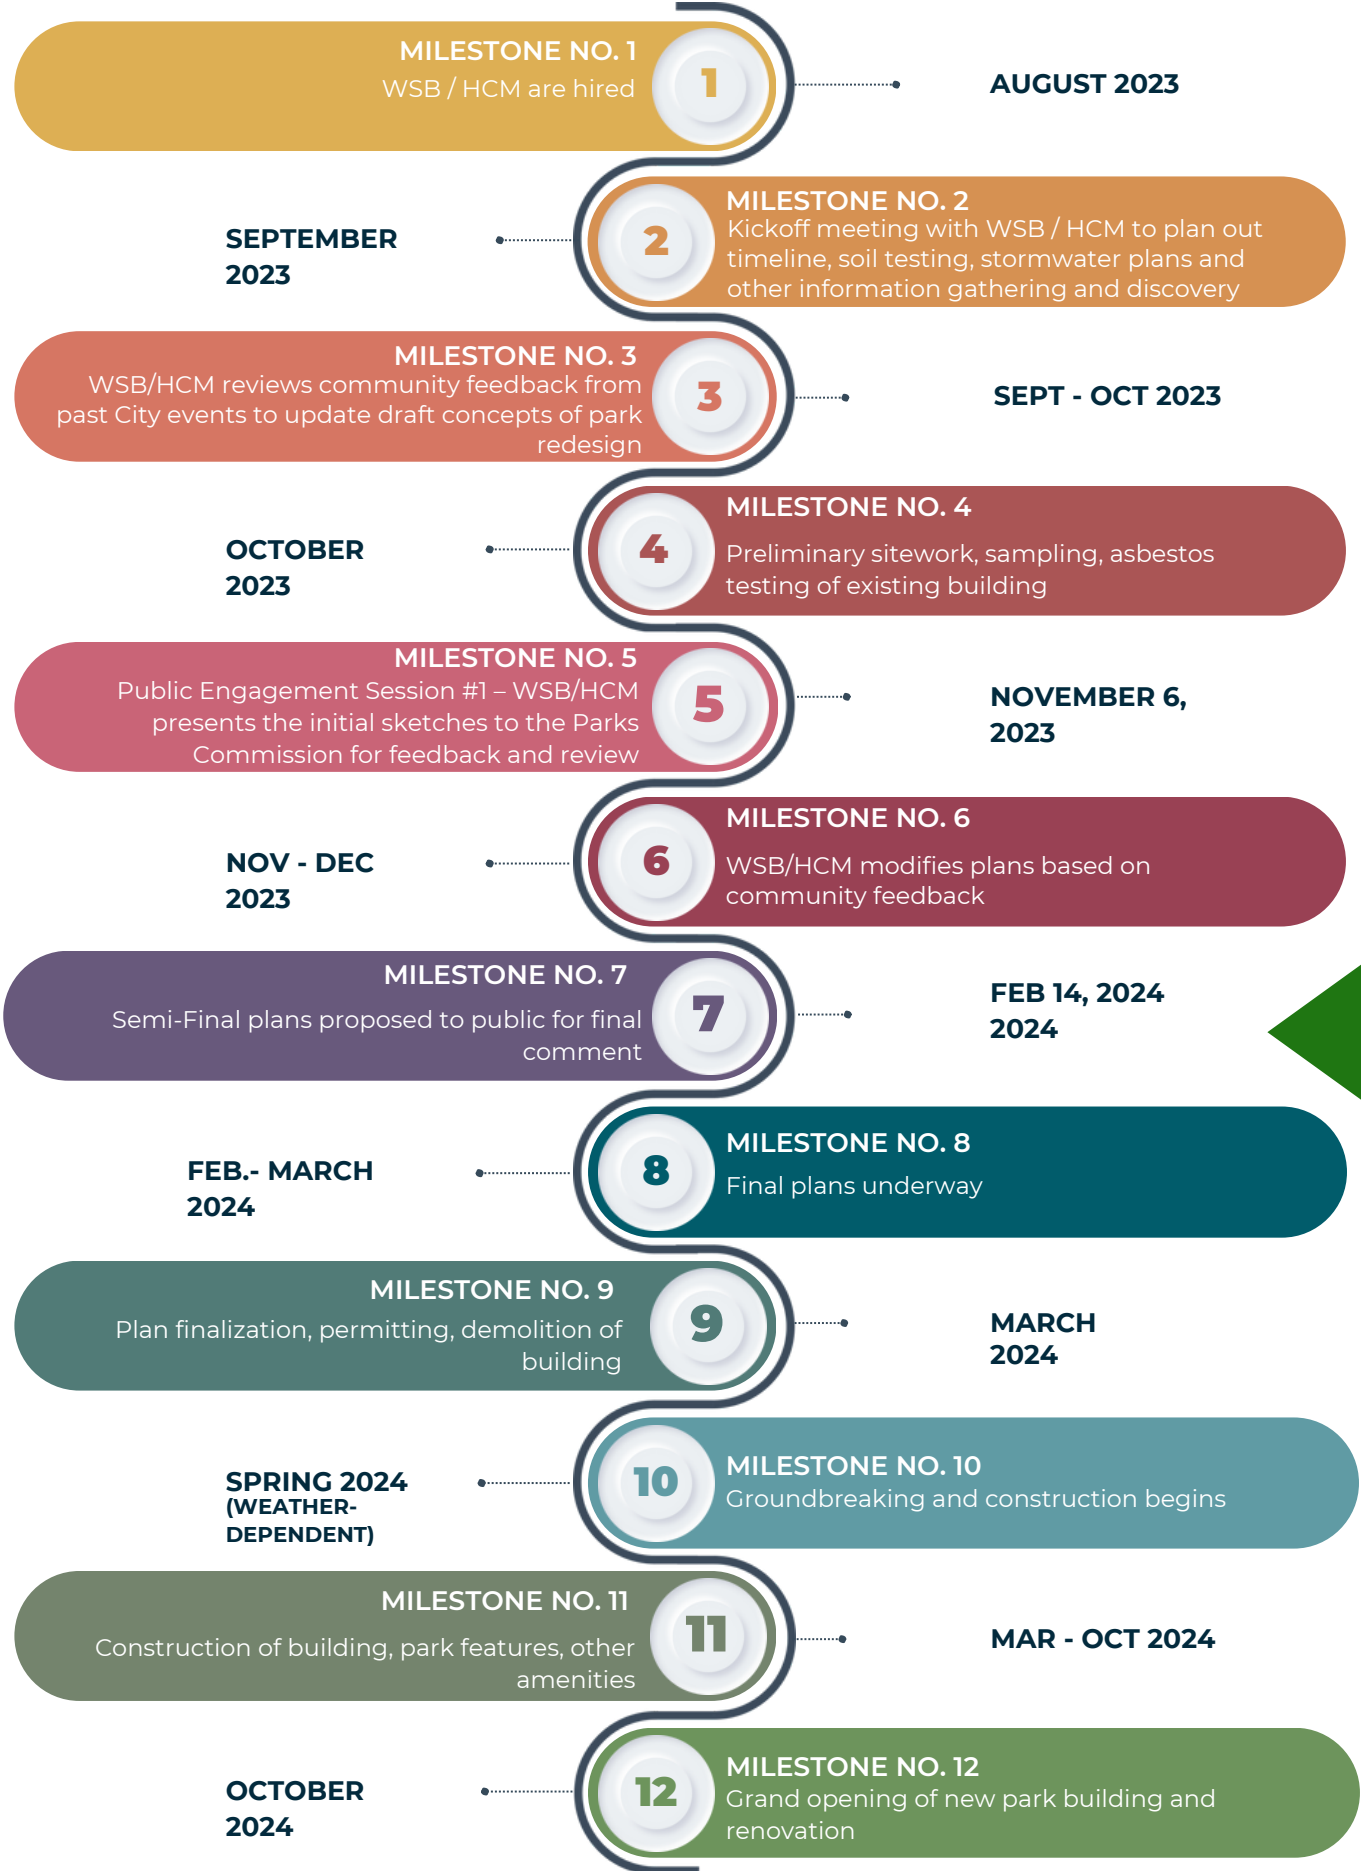 MILESTONE NO. 1
WSB / HCM are hired
1
AUGUST 2023
SEPTEMBER
2023
2
MILESTONE NO. 2
Kickoff meeting with WSB / HCM to plan out
timeline, soil testing, stormwater plans and
other information gathering and discovery
MILESTONE NO. 3
WSB/HCM reviews community feedback from
past City events to update draft concepts of park
redesign
3
SEPT - OCT 2023
OCTOBER
2023
4
MILESTONE NO. 4
Preliminary sitework, sampling, asbestos
testing of existing building
MILESTONE NO. 5
Public Engagement Session #1 – WSB/HCM
presents the initial sketches to the Parks
Commission for feedback and review
5
NOVEMBER 6,
2023
NOV - DEC
2023
6
MILESTONE NO. 6
WSB/HCM modifies plans based on
community feedback
MILESTONE NO. 7
Semi-Final plans proposed to public for final
comment
7
FEB 14, 2024
2024
FEB.- MARCH
2024
8
MILESTONE NO. 8
Final plans underway
MILESTONE NO. 9
Plan finalization, permitting, demolition of
building
9
MARCH
2024
SPRING 2024
(WEATHER-
DEPENDENT)
10
MILESTONE NO. 10
Groundbreaking and construction begins
MILESTONE NO. 11
Construction of building, park features, other
amenities
11
MAR - OCT 2024
OCTOBER
2024
12
MILESTONE NO. 12
Grand opening of new park building and
renovation